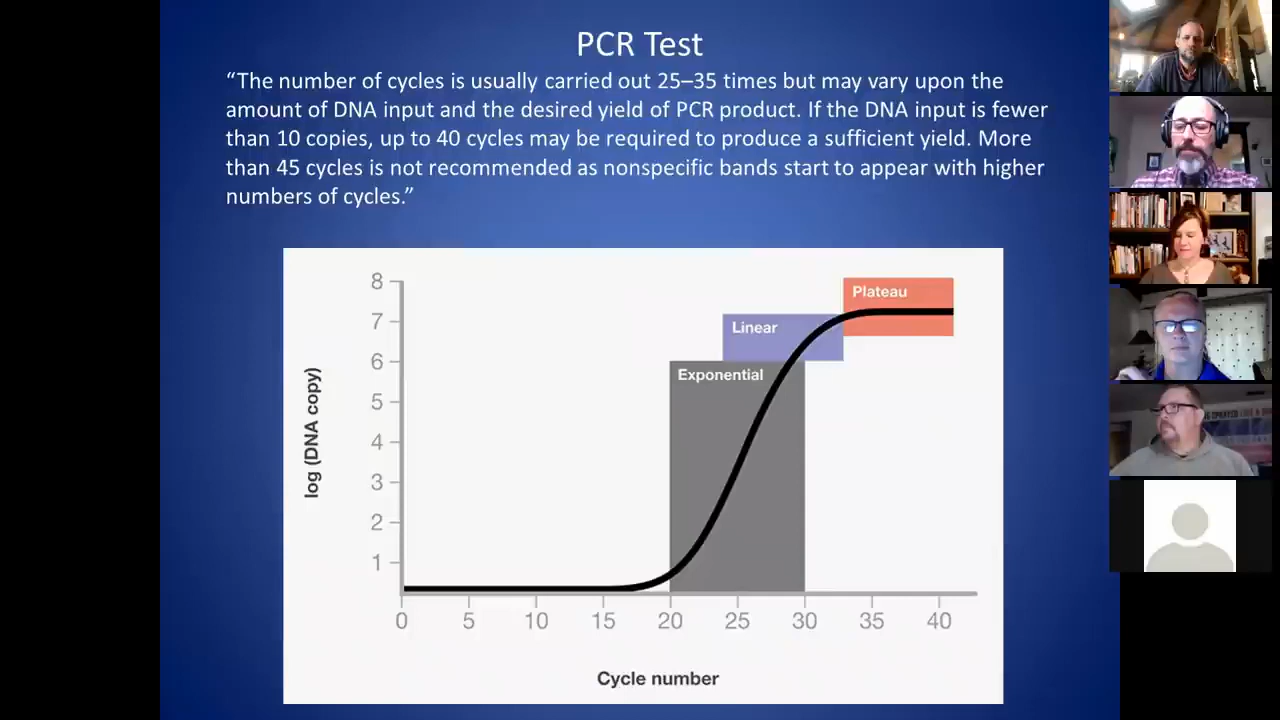 PCR Test
“The number of cycles is usually carried out 25–35 times but may vary upon the
amount of DNA input and the desired yield of PCR product. If the DNA input is fewer
than 10 copies, up to 40 cycles may be required to produce a sufficient yield. More
than 45 cycles is not recommended as nonspecific bands start to appear with higher
numbers of cycles.”
8
7
6
5
4
3
2
1
log (DNA copy)
Plateau
Linear
Exponential
0 5 10 15 20 25 30 35 40
Cycle number
SPRAYED